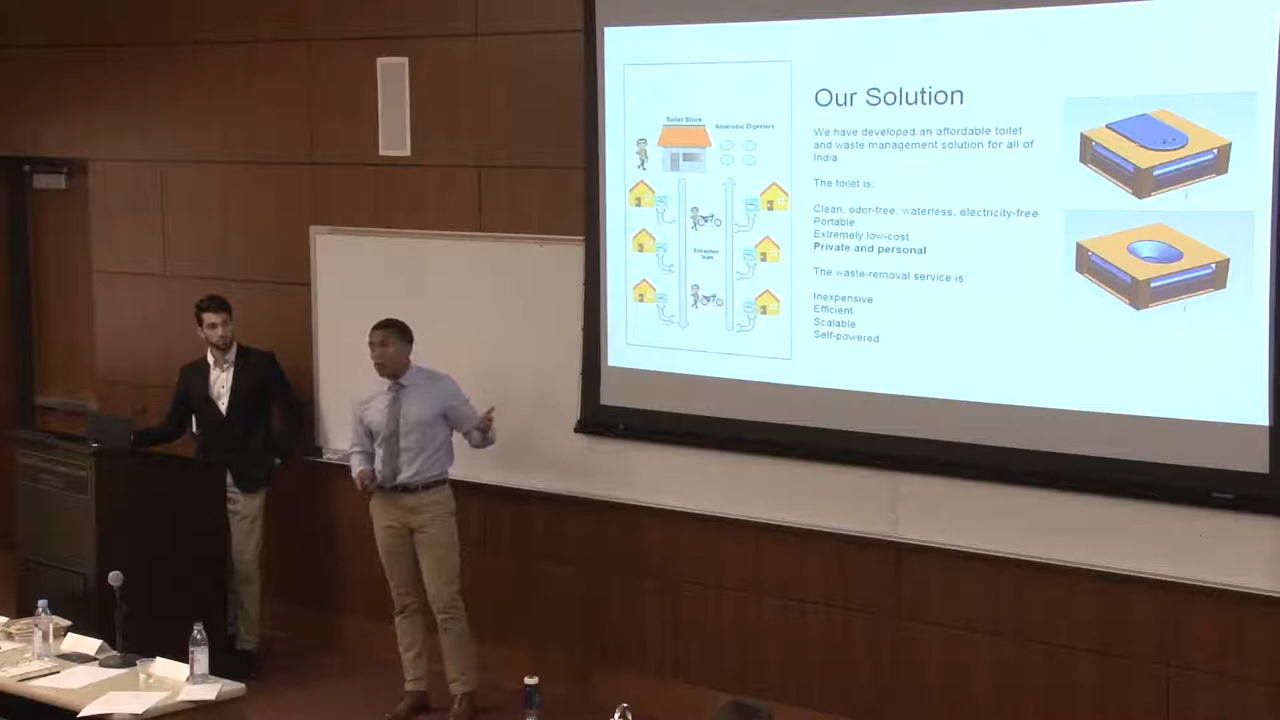 Toilet Store
Anaerobic Digesters
Extraction
Our Solution
We have developed an affordable toilet
and waste management solution for all of
India
The toilet is:
Clean, odor-free, waterless, electricity-free
Portable
Extremely low-cost
Private and personal
The waste-removal service is:
Inexpensive
Efficient
Scalable
Self-powered